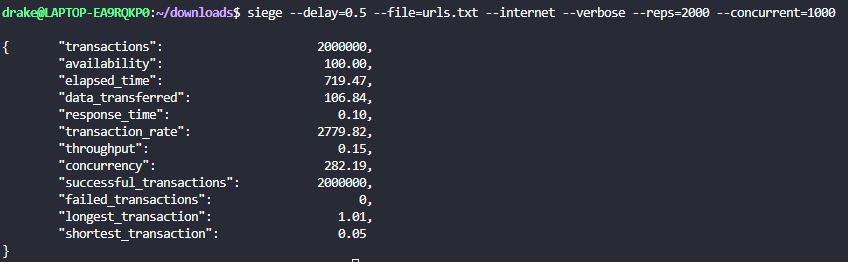 drake@LAPTOP-EA9RQKP0:~/downloads$ siege --delay=0.5 --file=urls.txt --internet --verbose --reps=2000 --concurrent=1000
{ "transactions": 2000000,
"availability": 100.00,
"elapsed_time": 719.47,
"data_transferred": 106.84,
"response_time": 0.10,
"transaction_rate": 2779.82,
"throughput": 0.15,
"concurrency": 282.19,
"successful_transactions": 2000000,
"failed_transactions": 0,
"longest_transaction": 1.01,
"shortest_transaction": 0.05
}